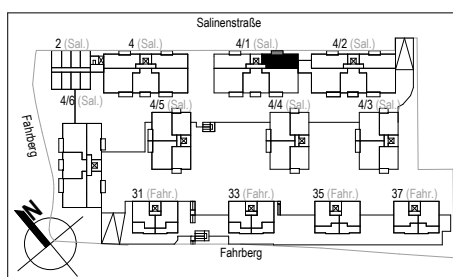 Salinenstraße
2 (Sal.) 4 (Sal.) 4/1 (Sal.) 4/2 (Sal.)
4/6 (Sal.) 4/5 (Sal.) 4/4 (Sal.) 4/3 (Sal.)
Fahrberg
31 (Fahr.) 33 (Fahr.) 35 (Fahr.) 37 (Fahr.)
N
Fahrberg